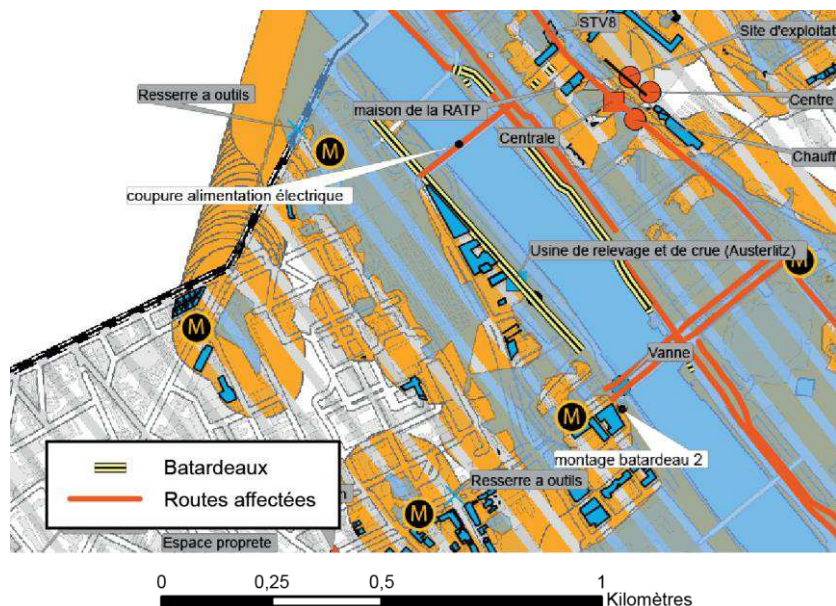 STV8
Site d'exploitat
Resserre a outils
maison de la RATP
Centre
Centrale
Chauff
M
coupure alimentation électrique
Usine de relevage et de crue (Austerlitz)
M
M
Vanne
M
montage batardeau 2
Batardeaux
Resserre a outils
Routes affectées
M
Espace proprete
0
0,25
0,5
1
Kilomètres